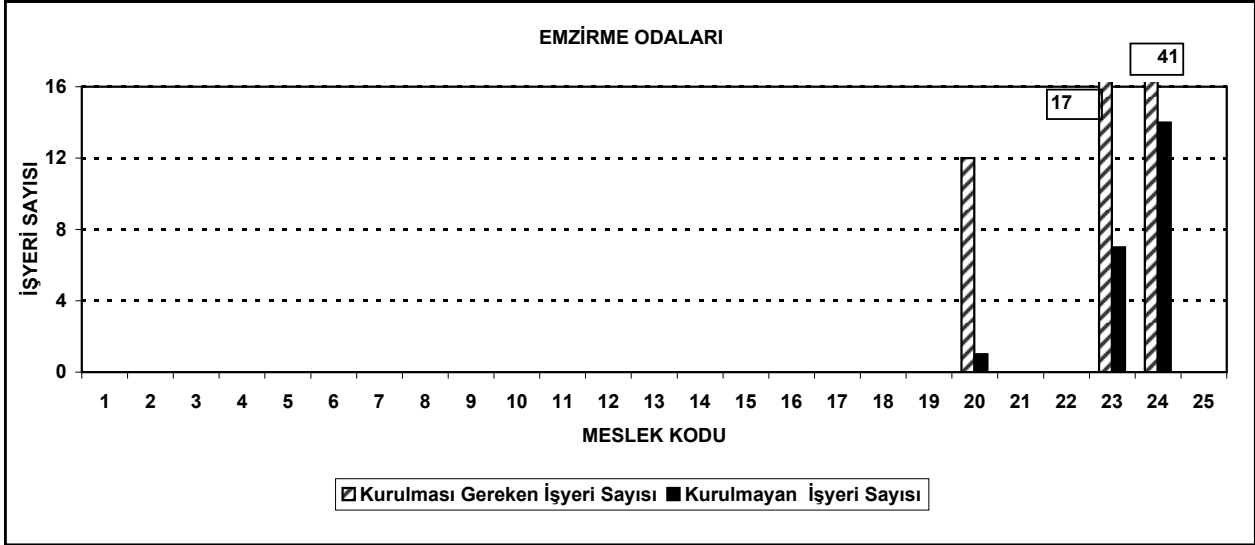 EMZİRME ODALARI
41
16
17
12
8
4
0
İŞYERİ SAYISI
1 2 3 4 5 6 7 8 9 10 11 12 13 14 15 16 17 18 19 20 21 22 23 24 25
MESLEK KODU
Kurulması Gereken İşyeri Sayısı Kurulmayan İşyeri Sayısı